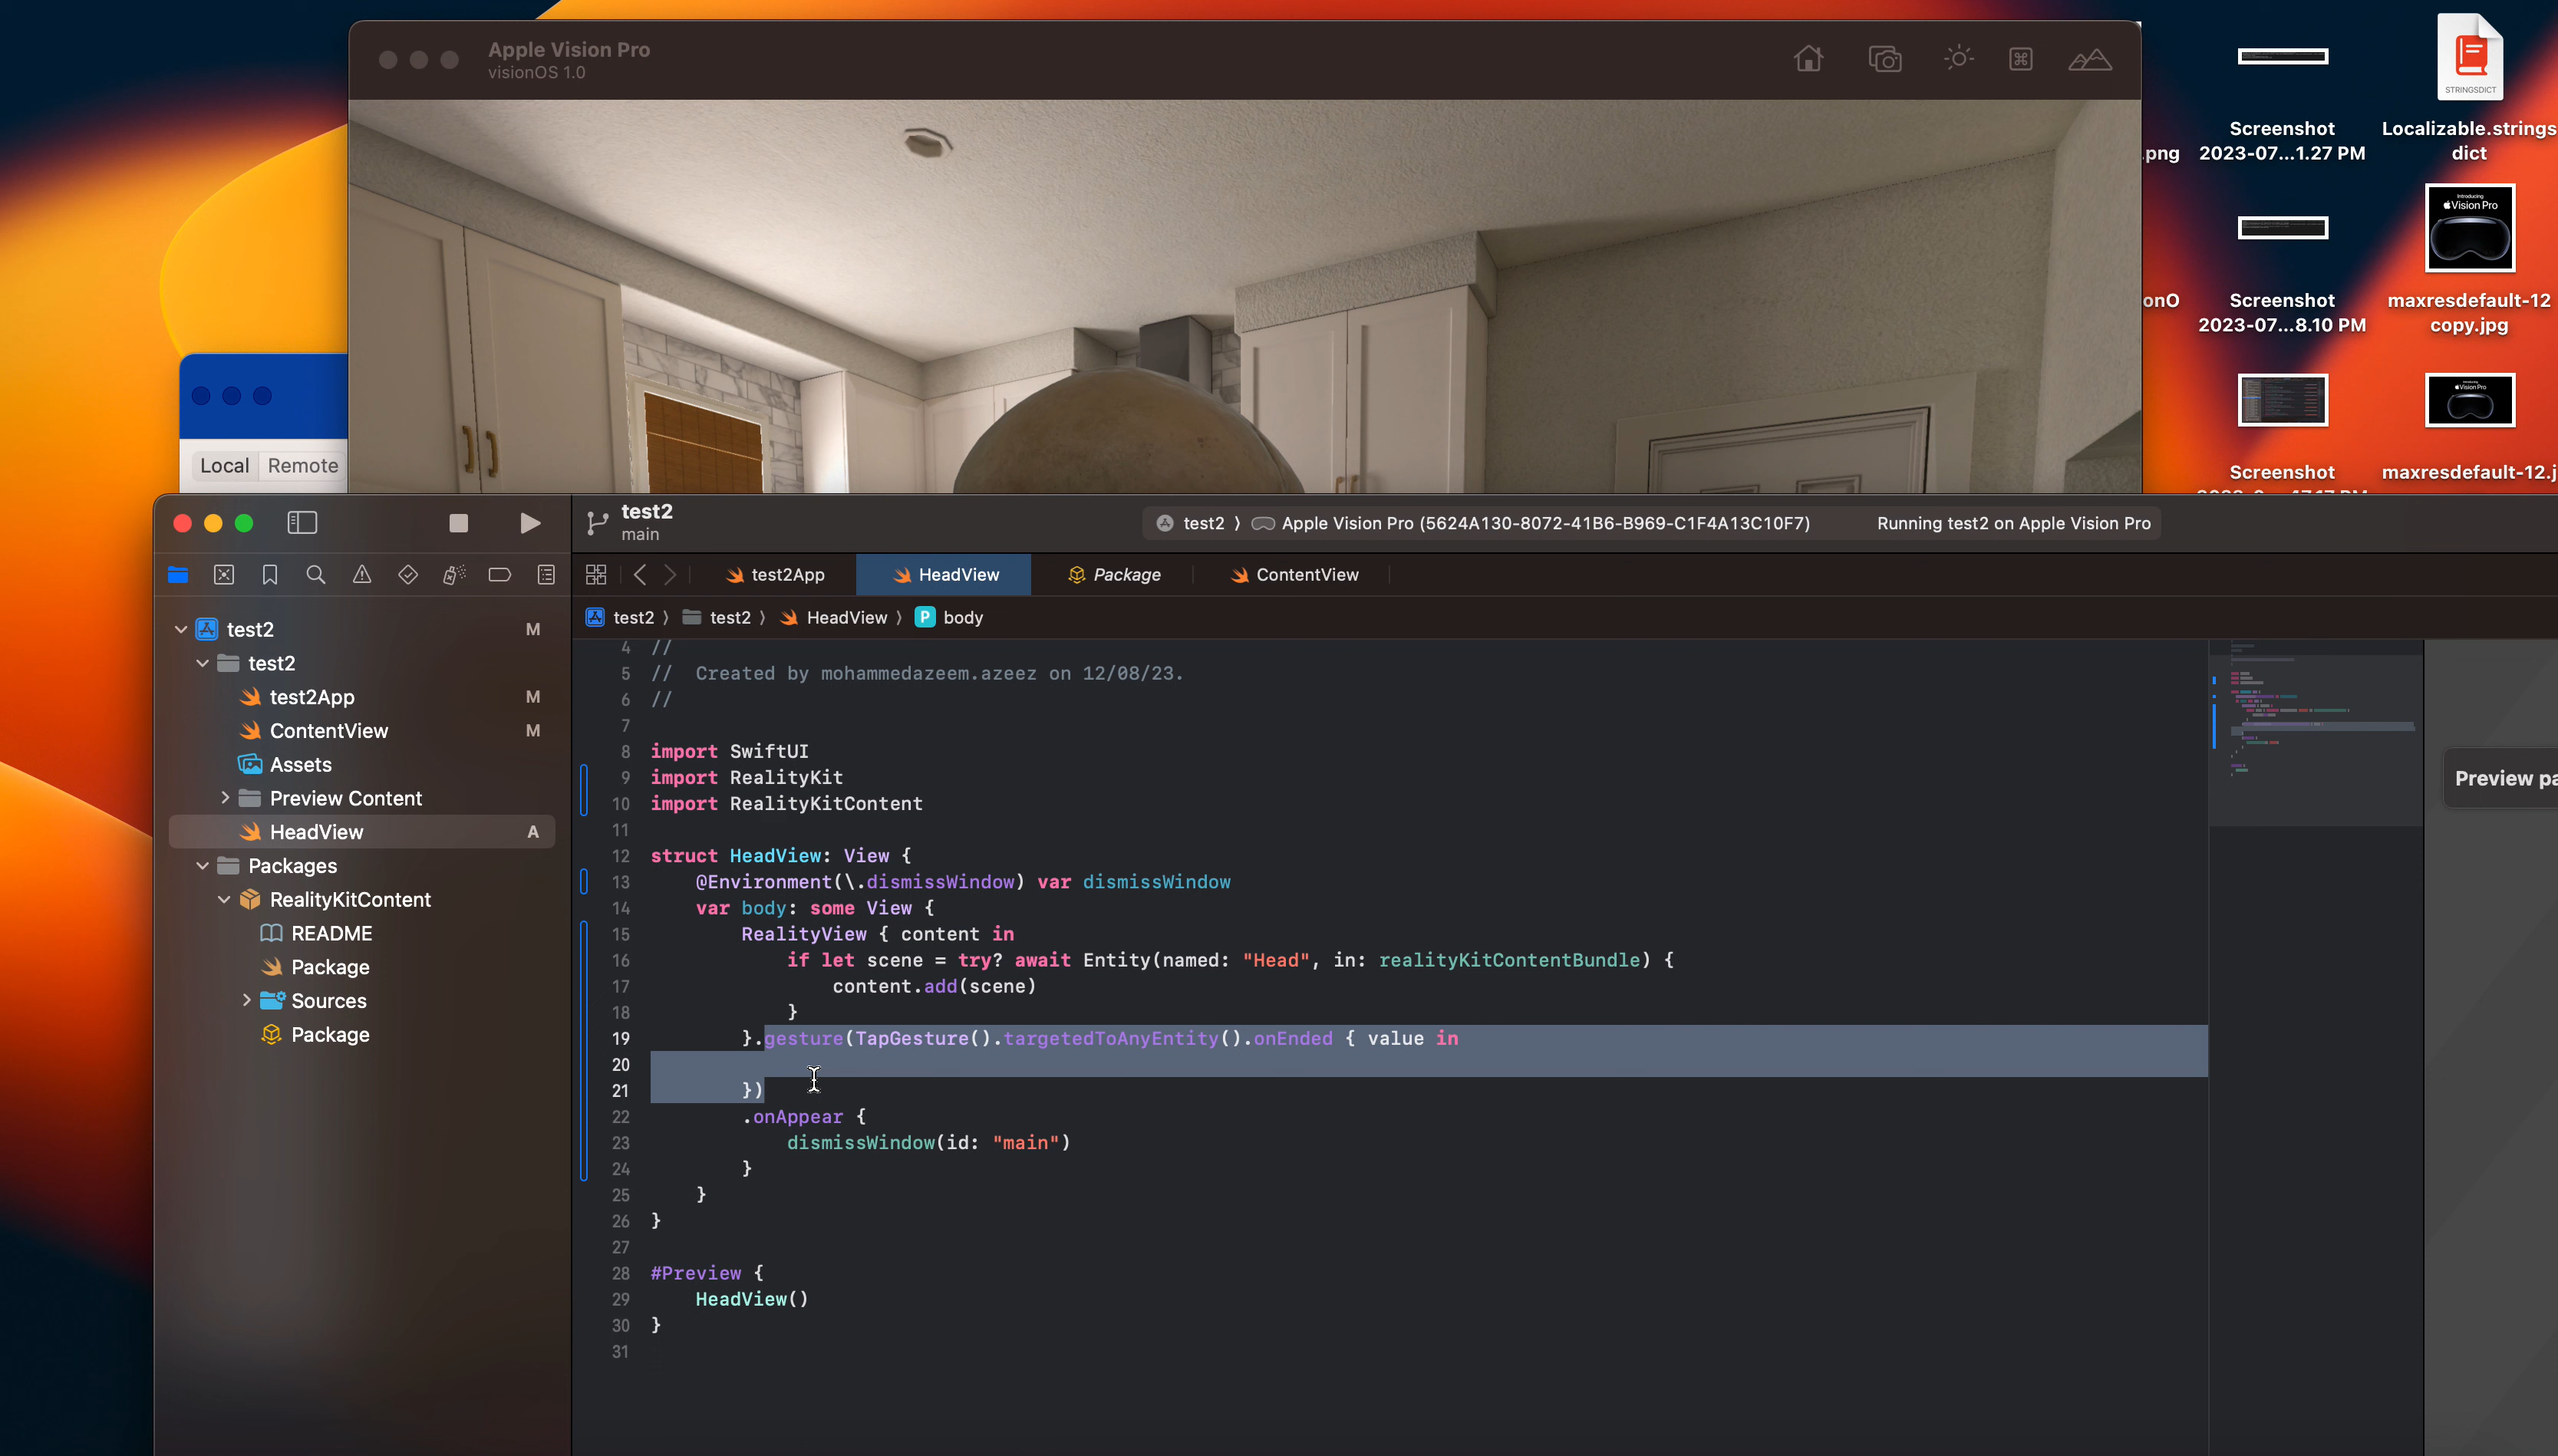 Apple Vision Pro
visionOS 1.0
STRINGSDICT
Screenshot
2023-07...1.27 PM
Localizable.strings
dict
.png
Introducing
Vision Pro
onO
Screenshot
2023-07...8.10 PM
maxresdefault-12
copy.jpg
Vision Pro
Screenshot
maxresdefault-12.j
Local Remote
test2
main
test2 〉 Apple Vision Pro (5624A130-8072-41B6-B969-C1F4A13C10F7)
Running test2 on Apple Vision Pro
test2App
HeadView
Package
ContentView
test2 〉 test2 〉 HeadView 〉 P body
test2 M
test2
test2App M
ContentView M
Assets
Preview Content
HeadView A
Packages
RealityKitContent
README
Package
Sources
Package
4 //
5 //  Created by mohammedazeem.azeez on 12/08/23.
6 //
7
8 import SwiftUI
9 import RealityKit
10 import RealityKitContent
11
12 struct HeadView: View {
13     @Environment(\.dismissWindow) var dismissWindow
14     var body: some View {
15         RealityView { content in
16             if let scene = try? await Entity(named: "Head", in: realityKitContentBundle) {
17                 content.add(scene)
18             }
19         }.gesture(TapGesture().targetedToAnyEntity().onEnded { value in
20
21         })
22         .onAppear {
23             dismissWindow(id: "main")
24         }
25     }
26 }
27
28 #Preview {
29     HeadView()
30 }
31
Preview pa